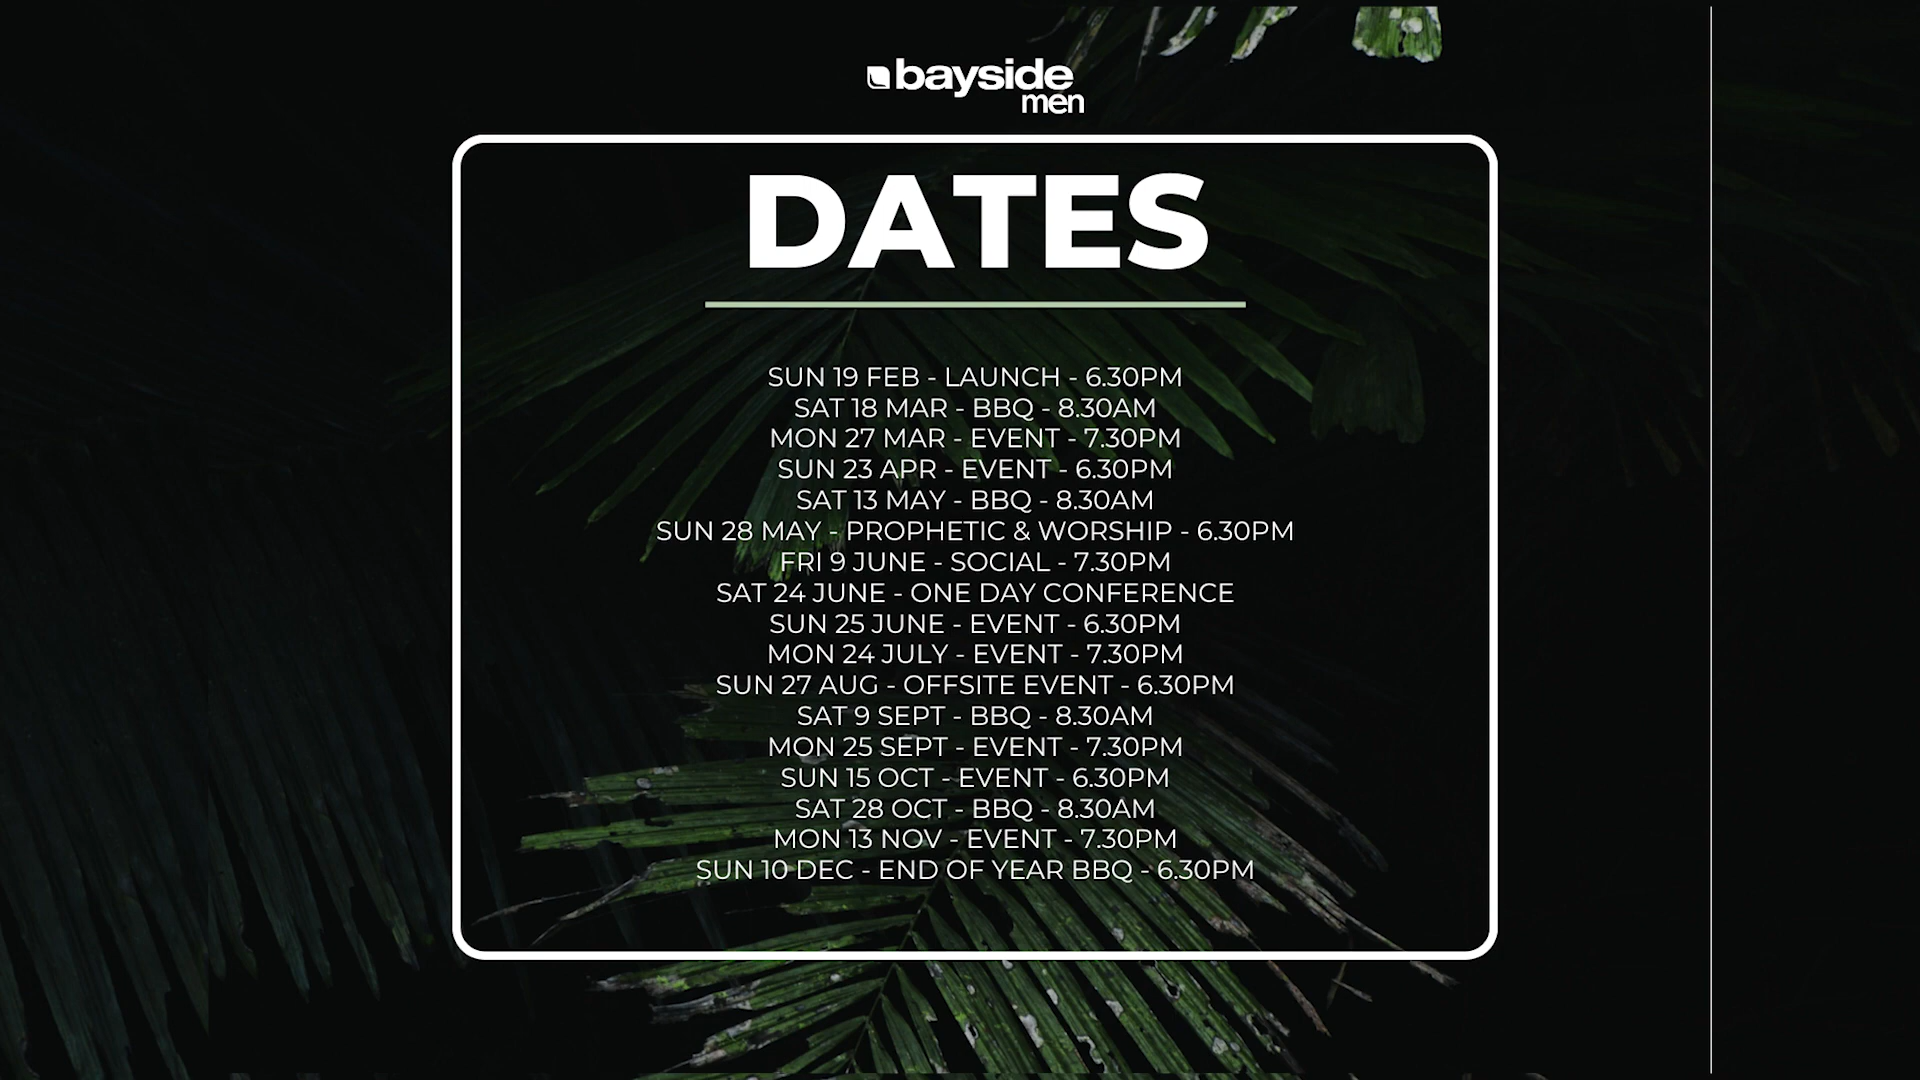 bayside
men
DATES
SUN 19 FEB - LAUNCH - 6.30PM
SAT 18 MAR - BBQ - 8.30AM
MON 27 MAR - EVENT - 7.30PM
SUN 23 APR - EVENT - 6.30PM
SAT 13 MAY - BBQ - 8.30AM
SUN 28 MAY - PROPHETIC & WORSHIP - 6.30PM
FRI 9 JUNE - SOCIAL - 7.30PM
SAT 24 JUNE - ONE DAY CONFERENCE
SUN 25 JUNE - EVENT - 6.30PM
MON 24 JULY - EVENT - 7.30PM
SUN 27 AUG - OFFSITE EVENT - 6.30PM
SAT 9 SEPT - BBQ - 8.30AM
MON 25 SEPT - EVENT - 7.30PM
SUN 15 OCT - EVENT - 6.30PM
SAT 28 OCT - BBQ - 8.30AM
MON 13 NOV - EVENT - 7.30PM
SUN 10 DEC - END OF YEAR BBQ - 6.30PM